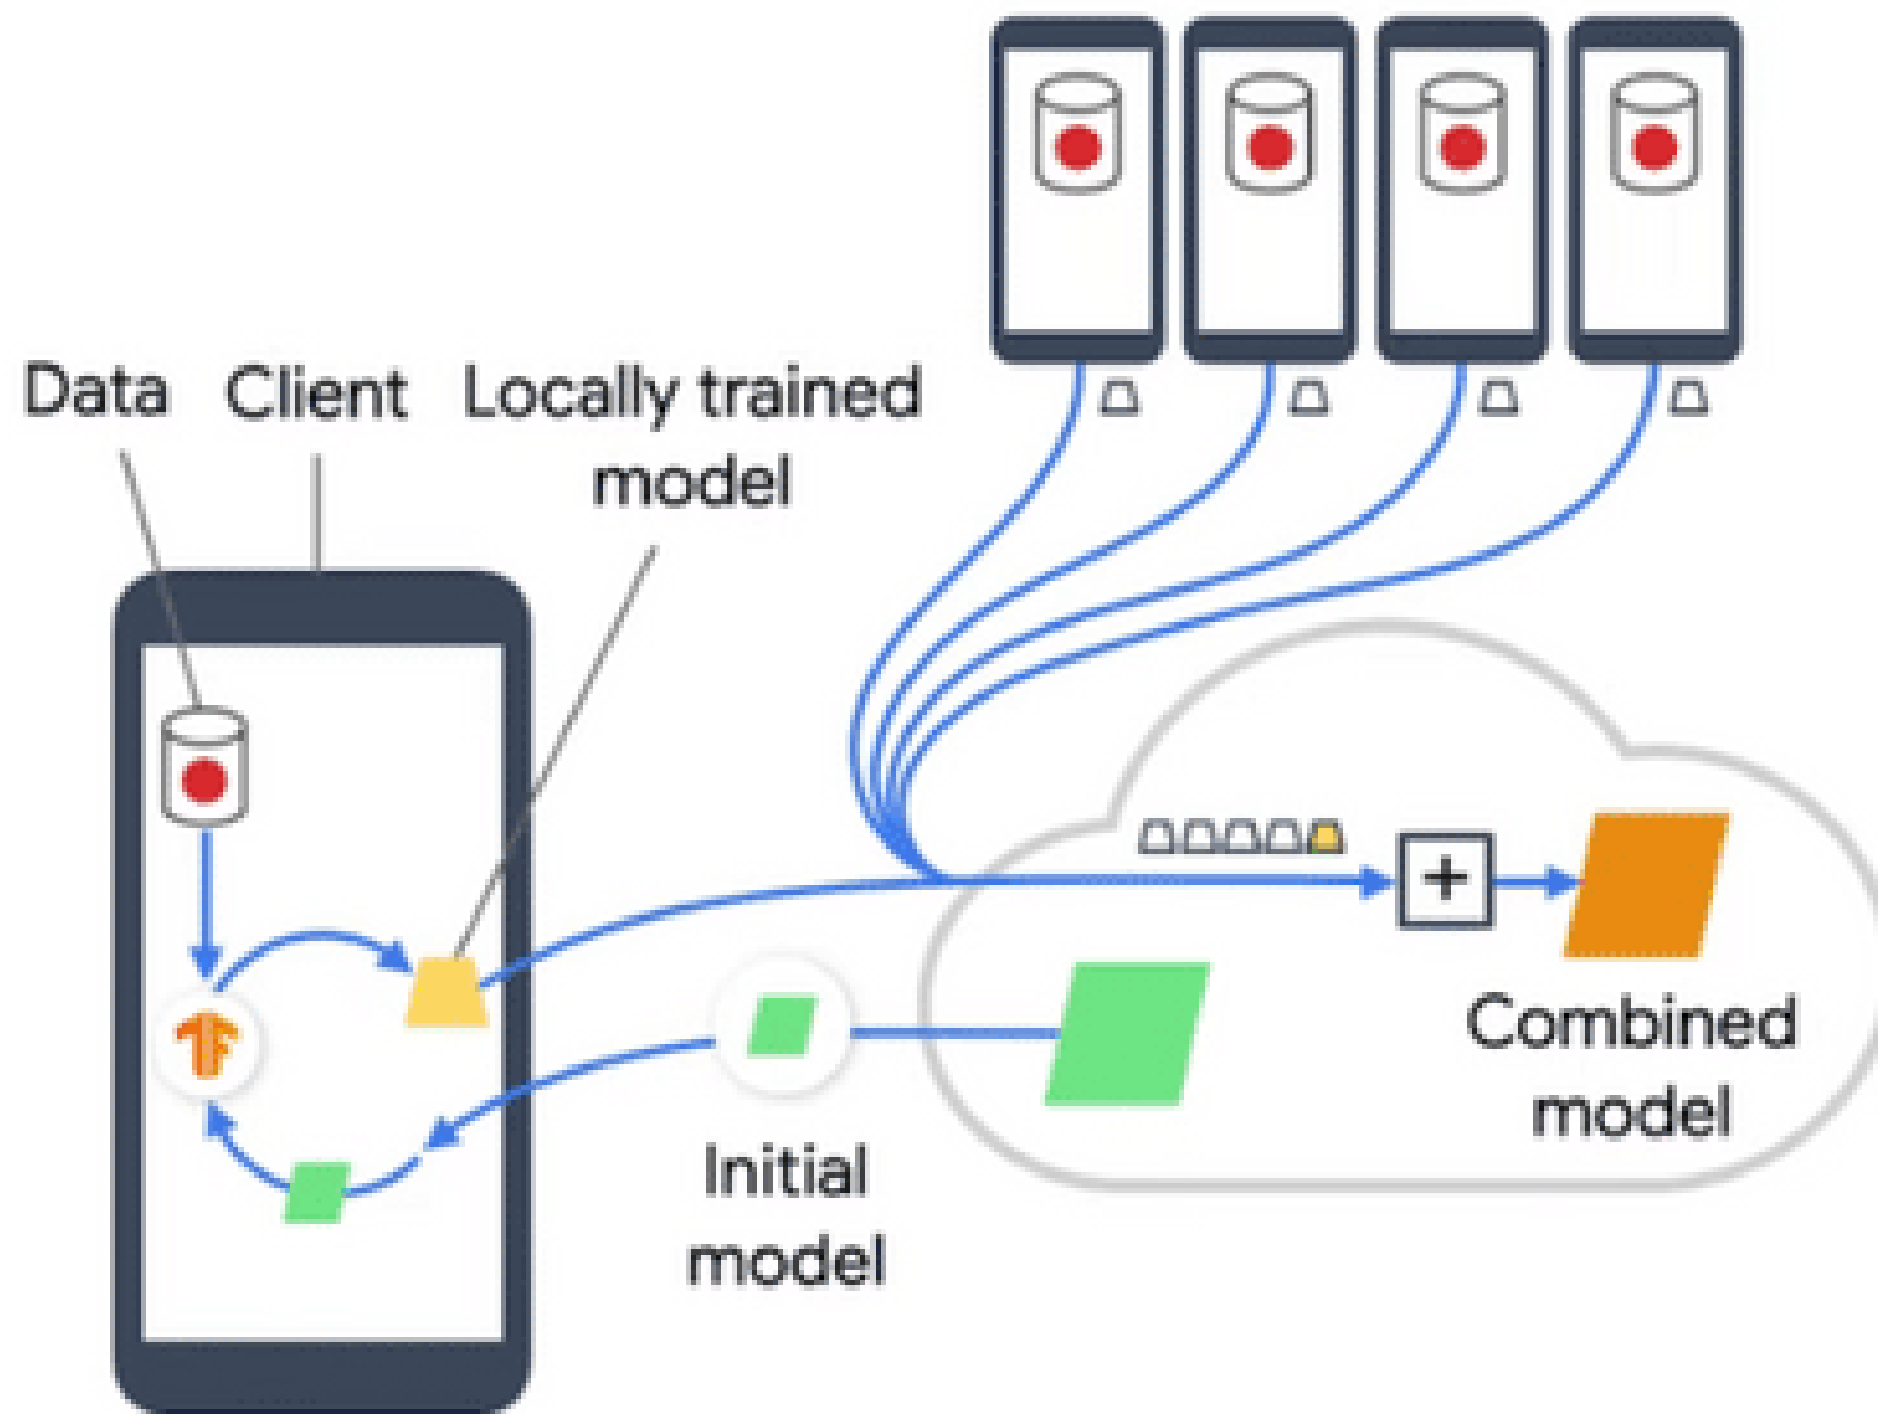 Data
Client
Locally trained
model
+
Combined
model
Initial
model